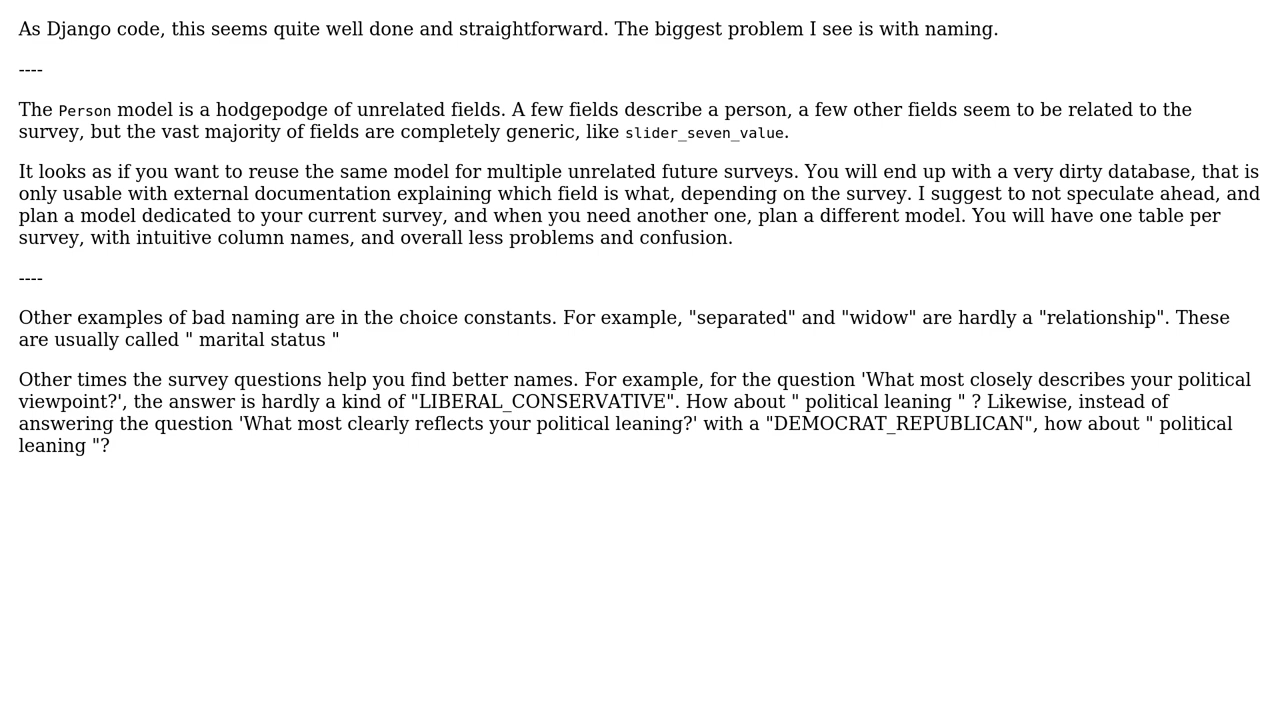 As Django code, this seems quite well done and straightforward. The biggest problem I see is with naming.
----
The Person model is a hodgepodge of unrelated fields. A few fields describe a person, a few other fields seem to be related to the
survey, but the vast majority of fields are completely generic, like slider_seven_value.
It looks as if you want to reuse the same model for multiple unrelated future surveys. You will end up with a very dirty database, that is
only usable with external documentation explaining which field is what, depending on the survey. I suggest to not speculate ahead, and
plan a model dedicated to your current survey, and when you need another one, plan a different model. You will have one table per
survey, with intuitive column names, and overall less problems and confusion.
----
Other examples of bad naming are in the choice constants. For example, "separated" and "widow" are hardly a "relationship". These
are usually called " marital status "
Other times the survey questions help you find better names. For example, for the question 'What most closely describes your political
viewpoint?', the answer is hardly a kind of "LIBERAL_CONSERVATIVE". How about " political leaning " ? Likewise, instead of
answering the question 'What most clearly reflects your political leaning?' with a "DEMOCRAT_REPUBLICAN", how about " political
leaning "?